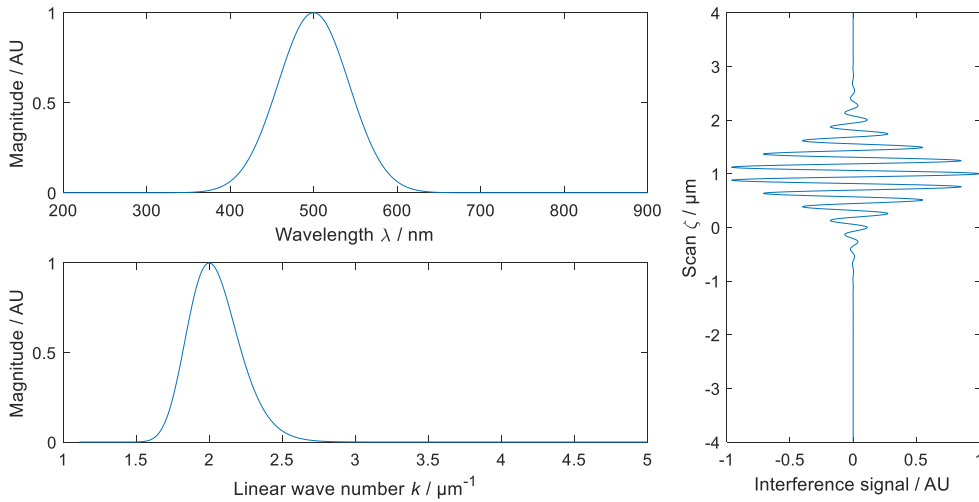 Magnitude / AU
1
0.5
0
200 300 400 500 600 700 800 900
Wavelength λ / nm
Magnitude / AU
1
0.5
0
1 1.5 2 2.5 3 3.5 4 4.5 5
Linear wave number k / μm⁻¹
Scan ζ / μm
4
3
2
1
0
-1
-2
-3
-4
-1 -0.5 0 0.5 1
Interference signal / AU